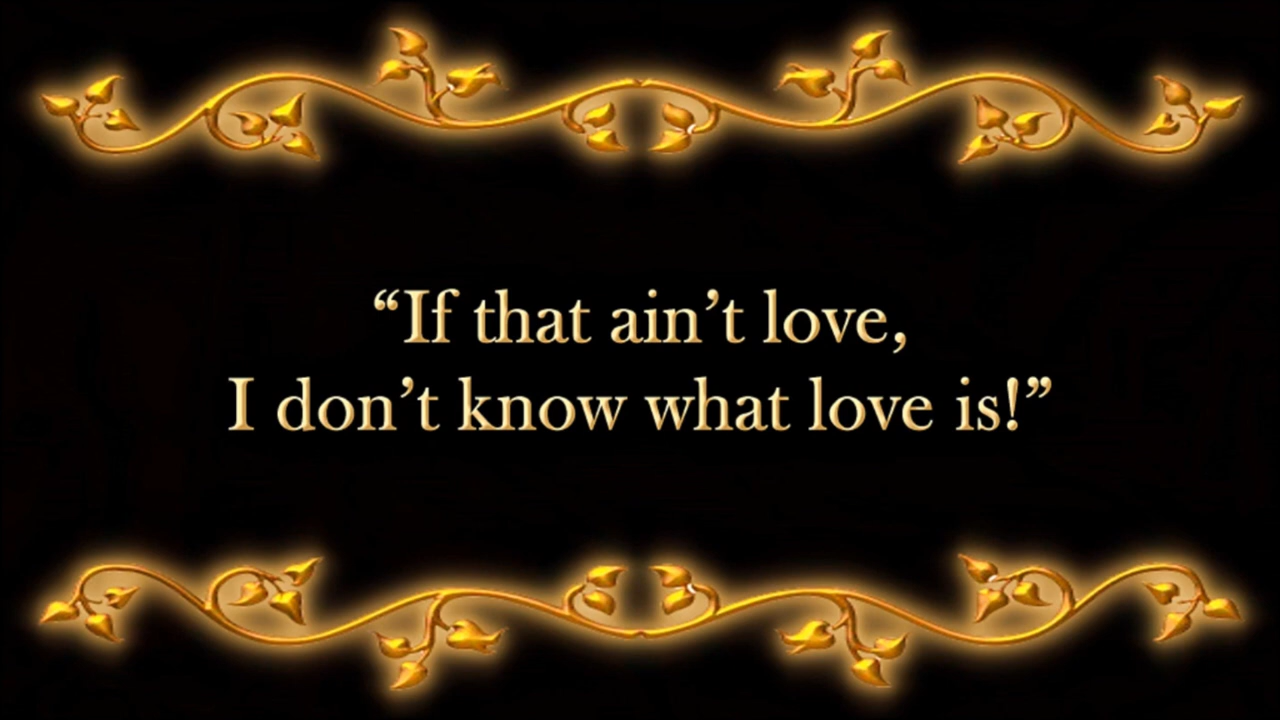 “If that ain’t love,
I don’t know what love is!”